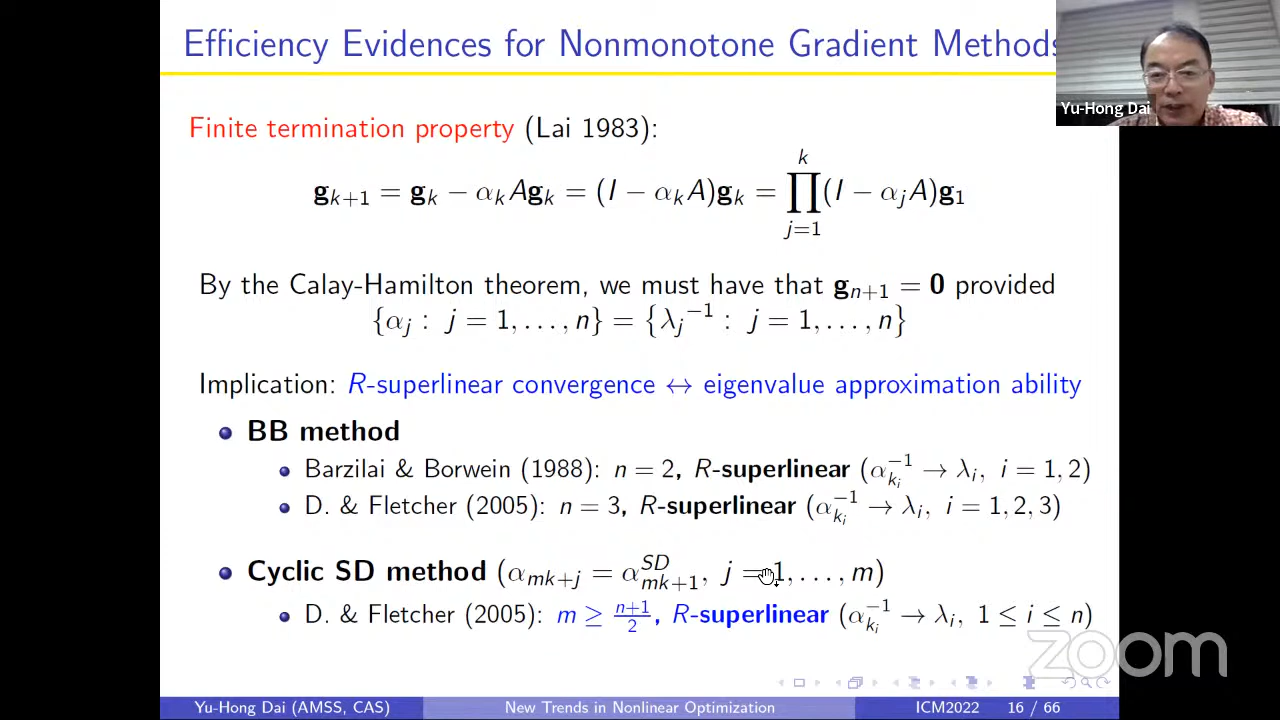 Efficiency Evidences for Nonmonotone Gradient Methods
Yu-Hong Dai
Finite termination property (Lai 1983):
g_{k+1} = g_k − α_k A g_k = (I − α_k A)g_k = ∏_{j=1}^{k} (I − α_j A)g_1
By the Calay-Hamilton theorem, we must have that g_{n+1} = 0 provided
{α_j : j = 1, . . . , n} = {λ_j^{−1} : j = 1, . . . , n}
Implication: R-superlinear convergence ↔ eigenvalue approximation ability
BB method
Barzilai & Borwein (1988): n = 2, R-superlinear (α_{k_i}^{−1} → λ_i, i = 1, 2)
D. & Fletcher (2005): n = 3, R-superlinear (α_{k_i}^{−1} → λ_i, i = 1, 2, 3)
Cyclic SD method (α_{mk+j} = α_{mk+1}^{SD}, j = 1, . . . , m)
D. & Fletcher (2005): m ≥ \frac{n+1}{2}, R-superlinear (α_{k_i}^{−1} → λ_i, 1 ≤ i ≤ n)
zoom
Yu-Hong Dai (AMSS, CAS) New Trends in Nonlinear Optimization ICM2022 16 / 66